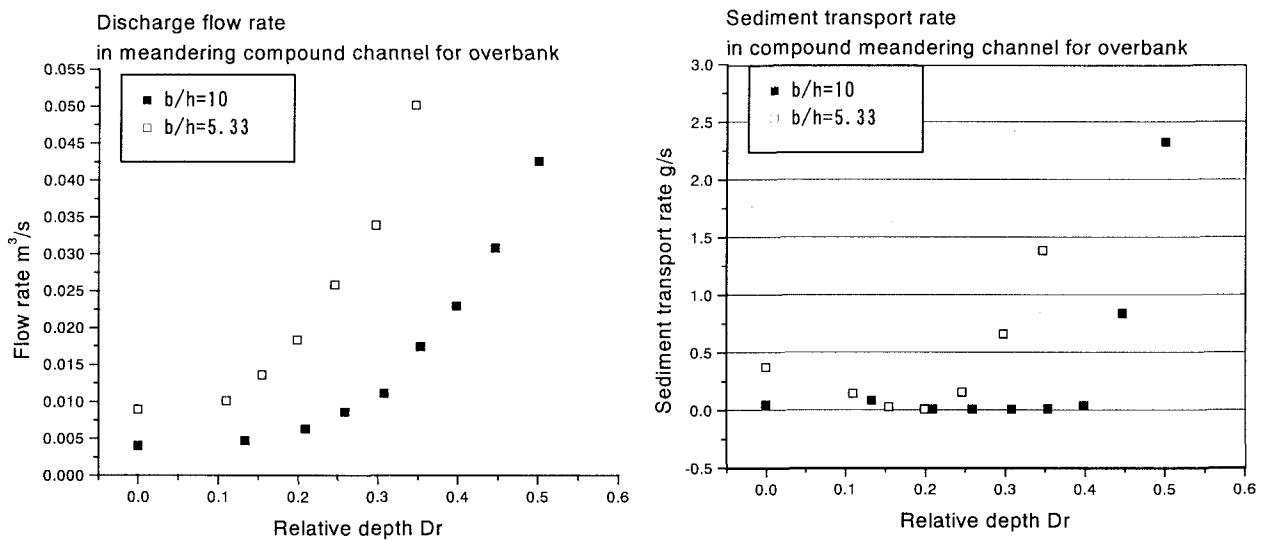 Discharge flow rate
in meandering compound channel for overbank
b/h=10
b/h=5.33
0.055
0.050
0.045
0.040
0.035
0.030
0.025
0.020
0.015
0.010
0.005
0.000
Flow rate m³/s
0.0 0.1 0.2 0.3 0.4 0.5 0.6
Relative depth Dr
Sediment transport rate
in compound meandering channel for overbank
b/h=10
b/h=5.33
3.0
2.5
2.0
1.5
1.0
0.5
0.0
-0.5
Sediment transport rate g/s
0.0 0.1 0.2 0.3 0.4 0.5 0.6
Relative depth Dr